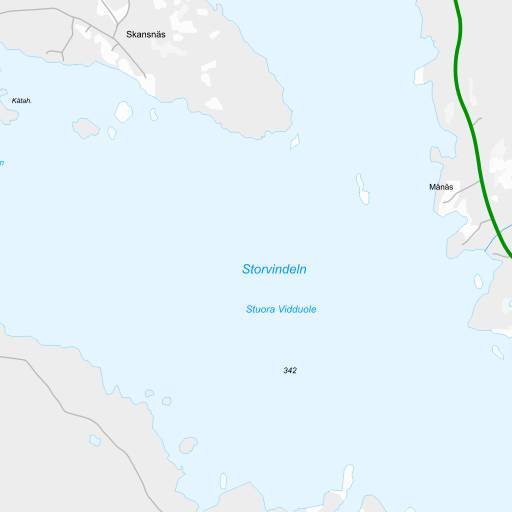 Skansnäs
Kåtah.
n
Månäs
Storvindeln
Stuora Vidduole
342